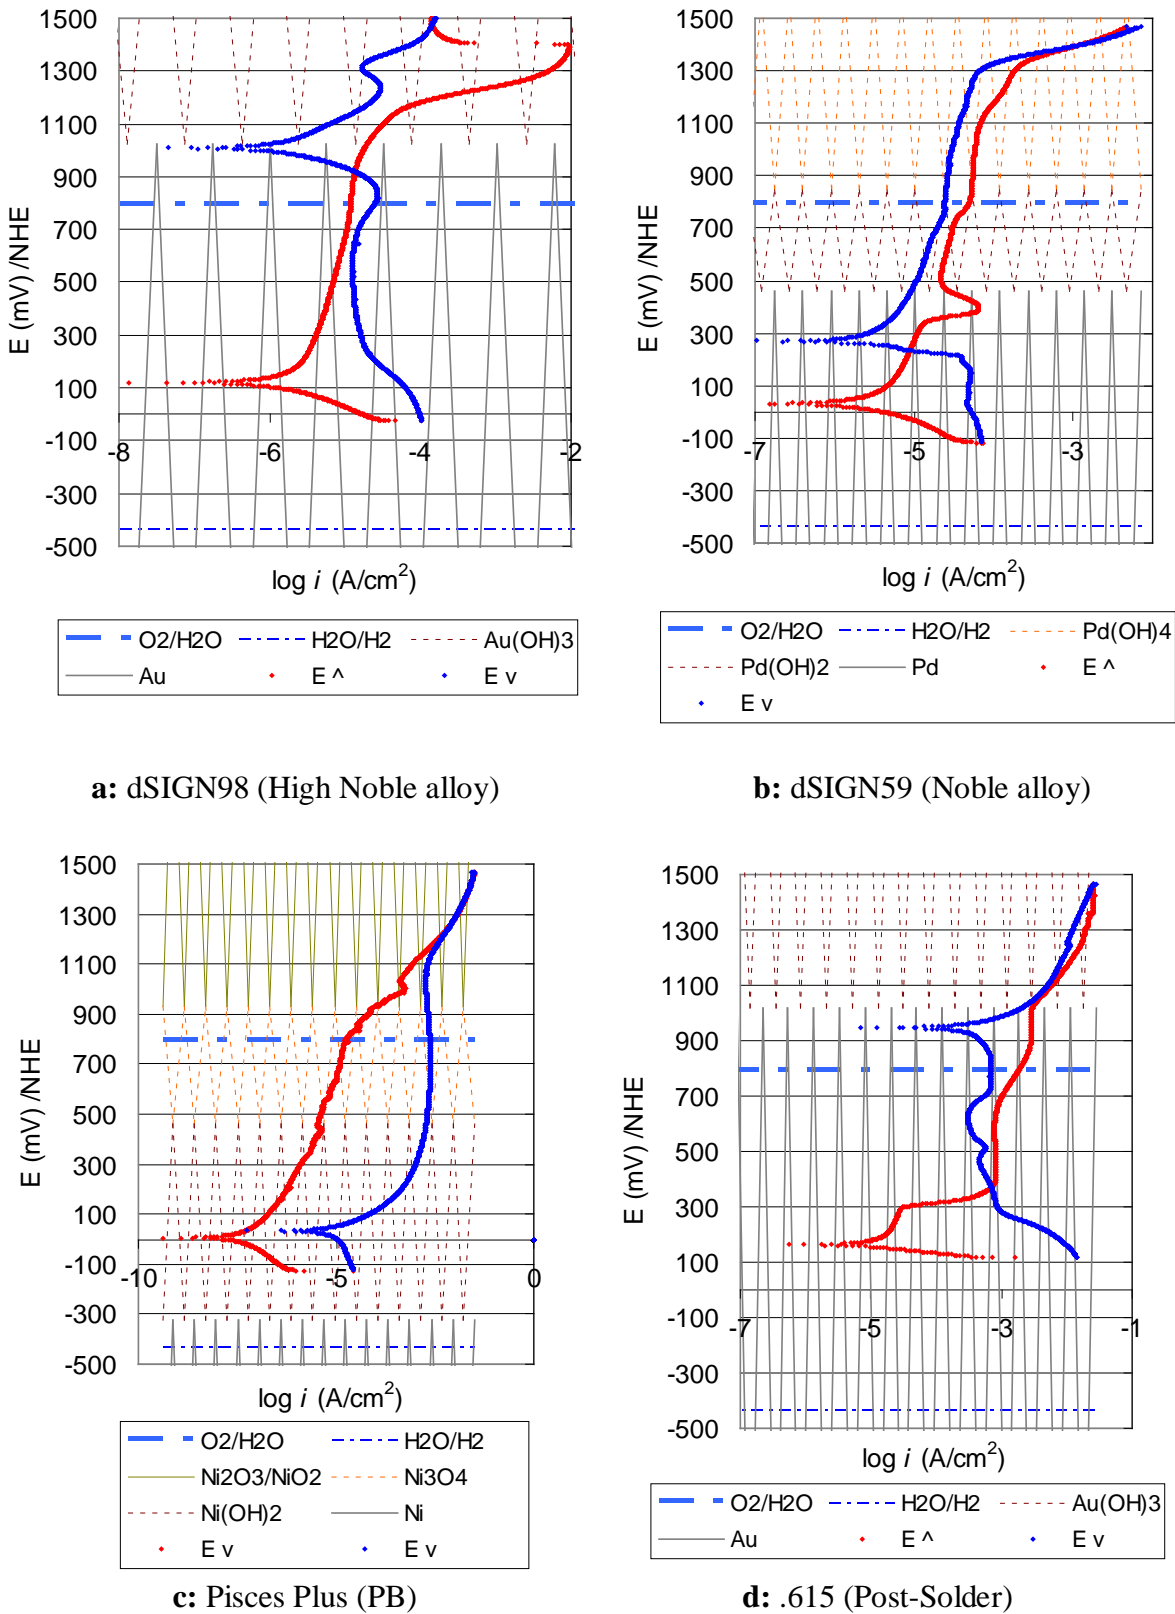 1500
1300
1100
900
700
500
300
100
-100
-300
-500
E (mV) /NHE
-8
-6
-4
-2
log i (A/cm2)
O2/H2O
H2O/H2
Au(OH)3
Au
E ^
E v
a: dSIGN98 (High Noble alloy)
1500
1300
1100
900
700
500
300
100
-100
-300
-500
E (mV) /NHE
-7
-5
-3
log i (A/cm2)
O2/H2O
H2O/H2
Pd(OH)4
Pd(OH)2
Pd
E ^
E v
b: dSIGN59 (Noble alloy)
1500
1300
1100
900
700
500
300
100
-100
-300
-500
E (mV) /NHE
-10
-5
0
log i (A/cm2)
O2/H2O
H2O/H2
Ni2O3/NiO2
Ni3O4
Ni(OH)2
Ni
E v
E v
c: Pisces Plus (PB)
1500
1300
1100
900
700
500
300
100
-100
-300
-500
E (mV) /NHE
-7
-5
-3
-1
log i (A/cm2)
O2/H2O
H2O/H2
Au(OH)3
Au
E ^
E v
d: .615 (Post-Solder)